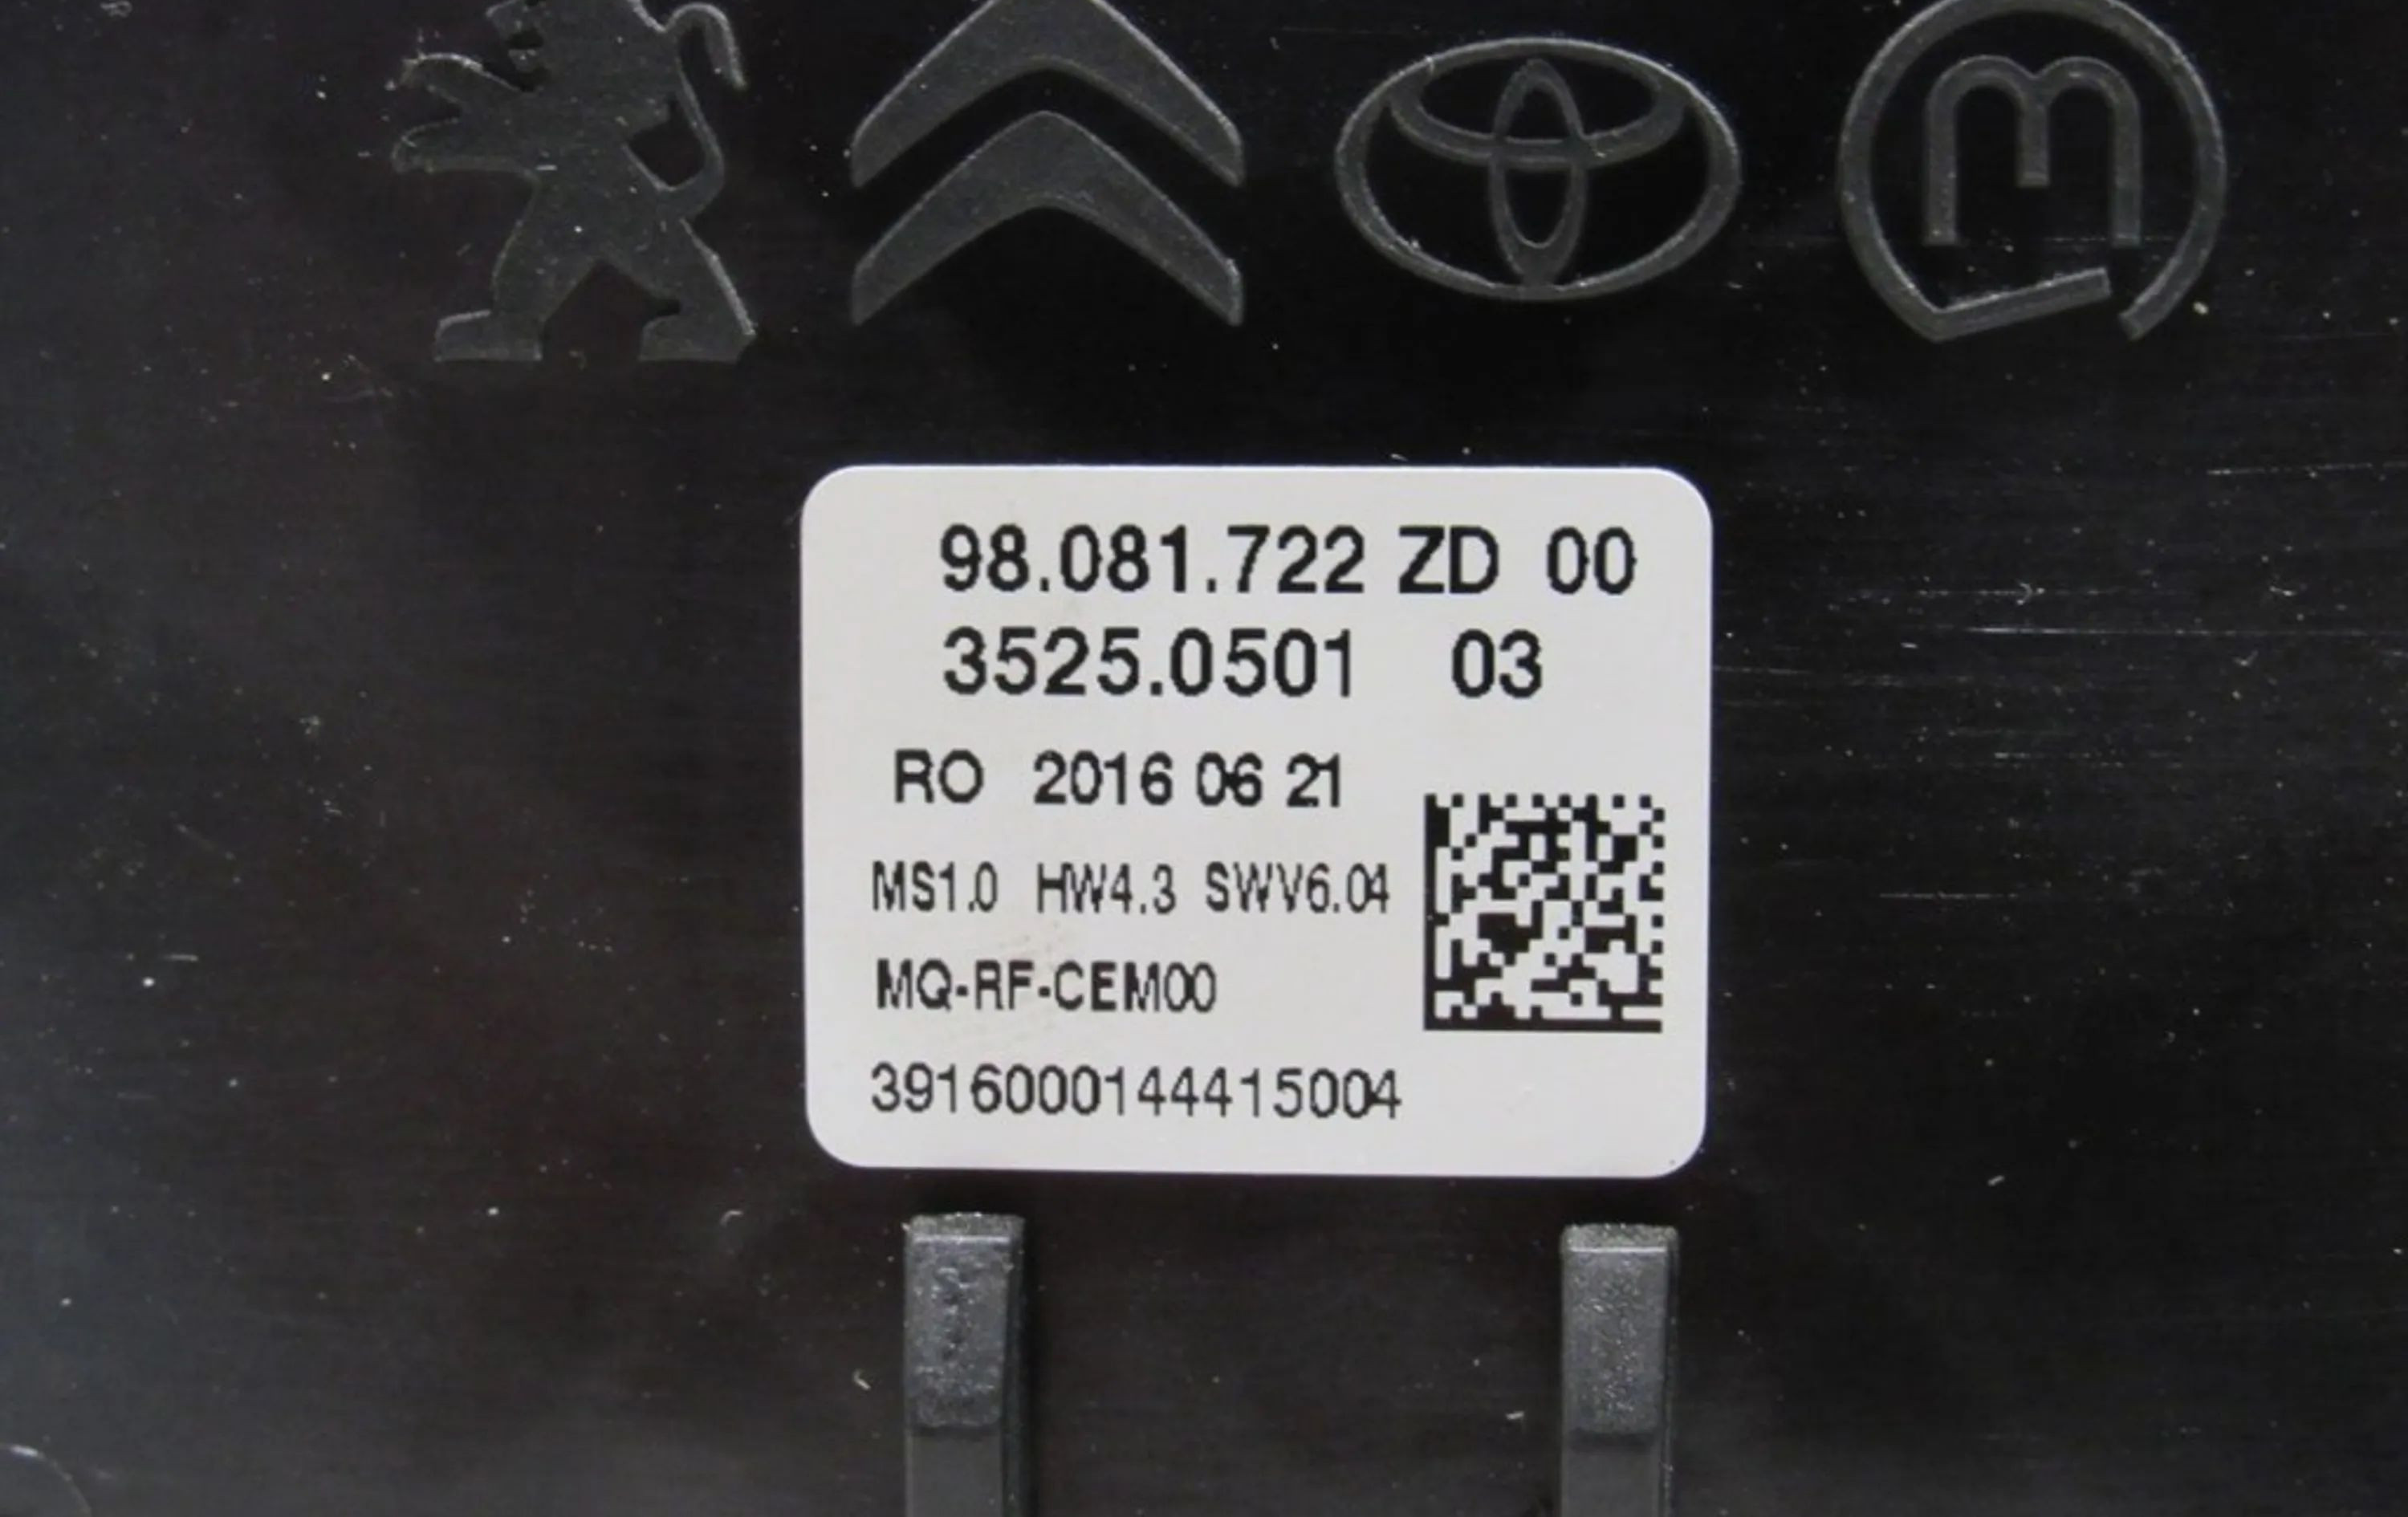 98.081.722 ZD 00
3525.0501 03
RO 2016 06 21
MS1.0 HW4.3 SWV6.04
MQ-RF-CEM00
3916000144415004